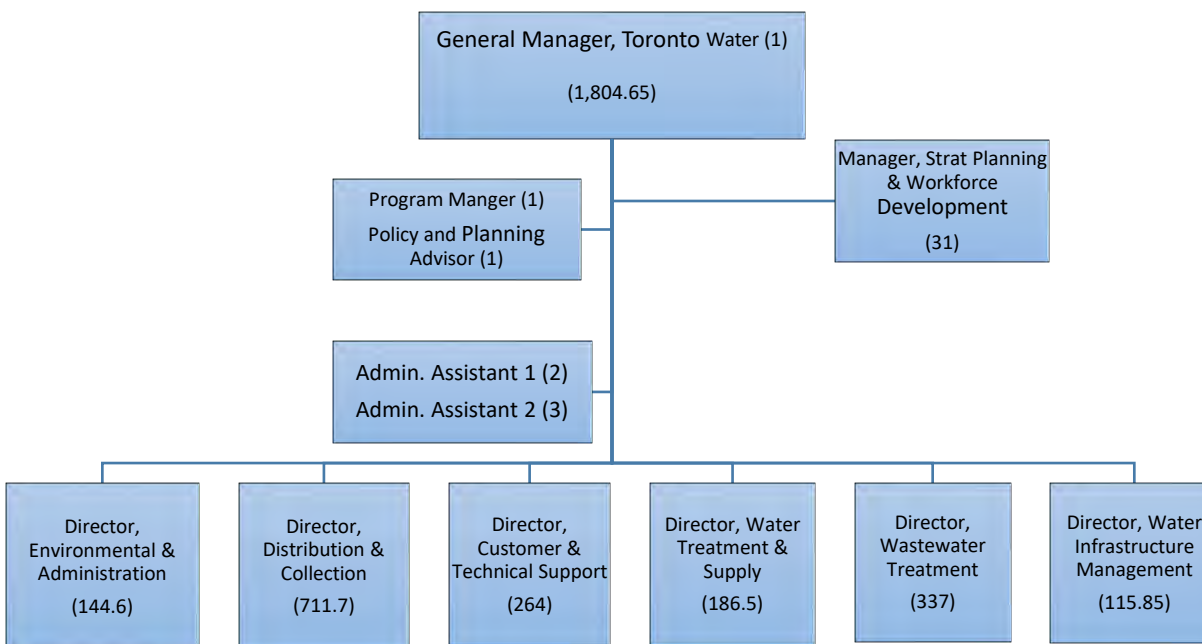 General Manager, Toronto Water (1)
(1,804.65)
Manager, Strat Planning
& Workforce
Development
(31)
Program Manger (1)
Policy and Planning
Advisor (1)
Admin. Assistant 1 (2)
Admin. Assistant 2 (3)
Director,
Environmental &
Administration
(144.6)
Director,
Distribution &
Collection
(711.7)
Director,
Customer &
Technical Support
(264)
Director, Water
Treatment &
Supply
(186.5)
Director,
Wastewater
Treatment
(337)
Director, Water
Infrastructure
Management
(115.85)